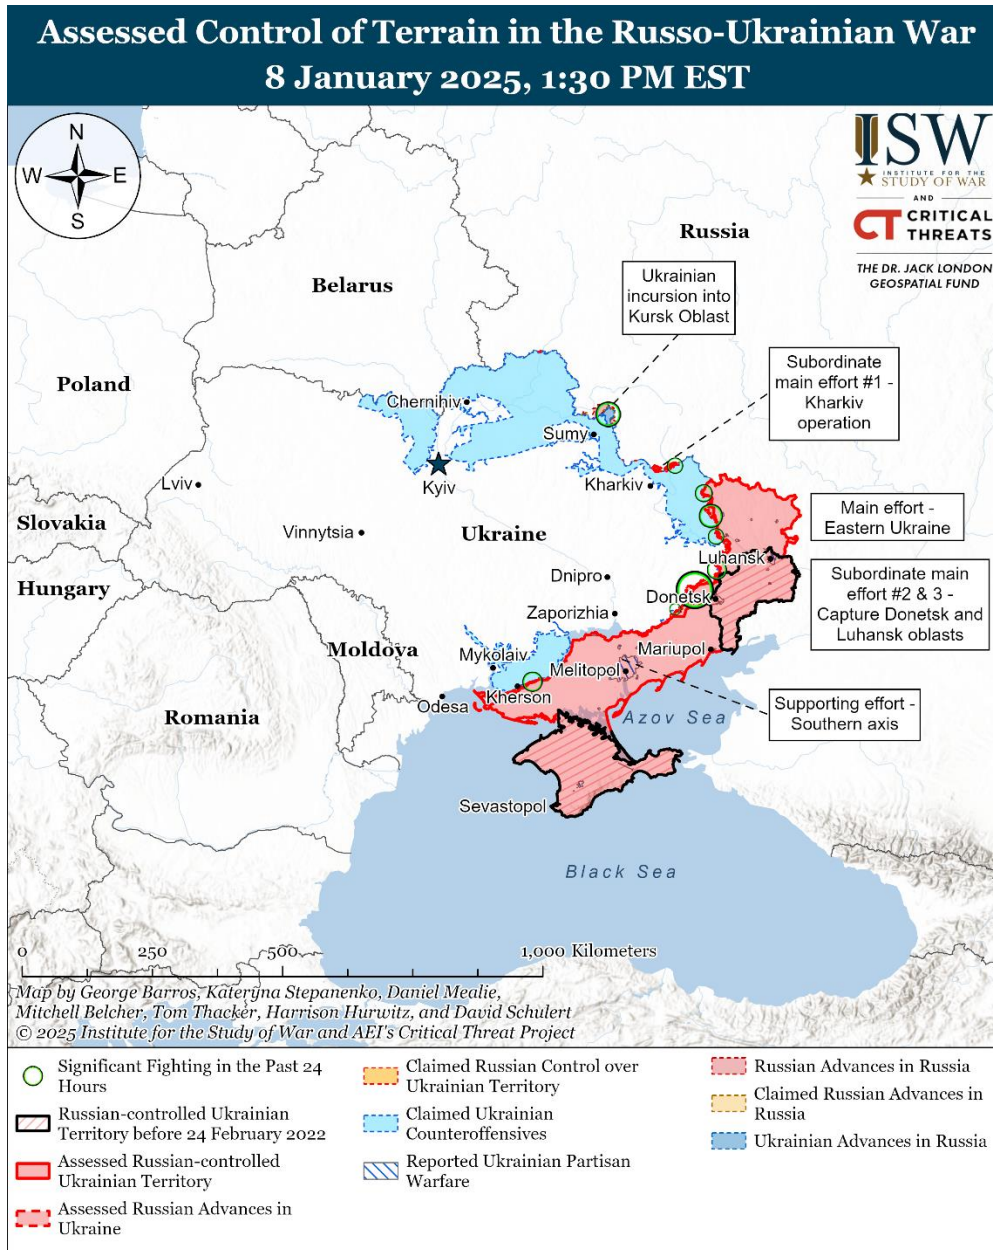 Assessed Control of Terrain in the Russo-Ukrainian War
8 January 2025, 1:30 PM EST
N
W
E
S
ISW
INSTITUTE FOR THE
STUDY OF WAR
AND
CT CRITICAL
THREATS
THE DR. JACK LONDON
GEOSPATIAL FUND
Russia
Belarus
Ukrainian
incursion into
Kursk Oblast
Poland
Subordinate
main effort #1 -
Kharkiv
operation
Chernihiv
Sumy
Kyiv
Kharkiv
Lviv
Slovakia
Vinnytsia
Ukraine
Main effort -
Eastern Ukraine
Luhansk
Hungary
Dnipro
Donetsk
Subordinate main
effort #2 & 3 -
Capture Donetsk and
Luhansk oblasts
Zaporizhia
Moldova
Mykolaiv
Mariupol
Melitopol
Kherson
Odesa
Romania
Azov Sea
Supporting effort -
Southern axis
Sevastopol
Black Sea
0
250
500
1,000 Kilometers
Map by George Barros, Kateryna Stepanenko, Daniel Mealie,
Mitchell Belcher, Tom Thacker, Harrison Hurwitz, and David Schulert
© 2025 Institute for the Study of War and AEI's Critical Threat Project
Significant Fighting in the Past 24
Hours
Russian-controlled Ukrainian
Territory before 24 February 2022
Assessed Russian-controlled
Ukrainian Territory
Assessed Russian Advances in
Ukraine
Claimed Russian Control over
Ukrainian Territory
Claimed Ukrainian
Counteroffensives
Reported Ukrainian Partisan
Warfare
Russian Advances in Russia
Claimed Russian Advances in
Russia
Ukrainian Advances in Russia